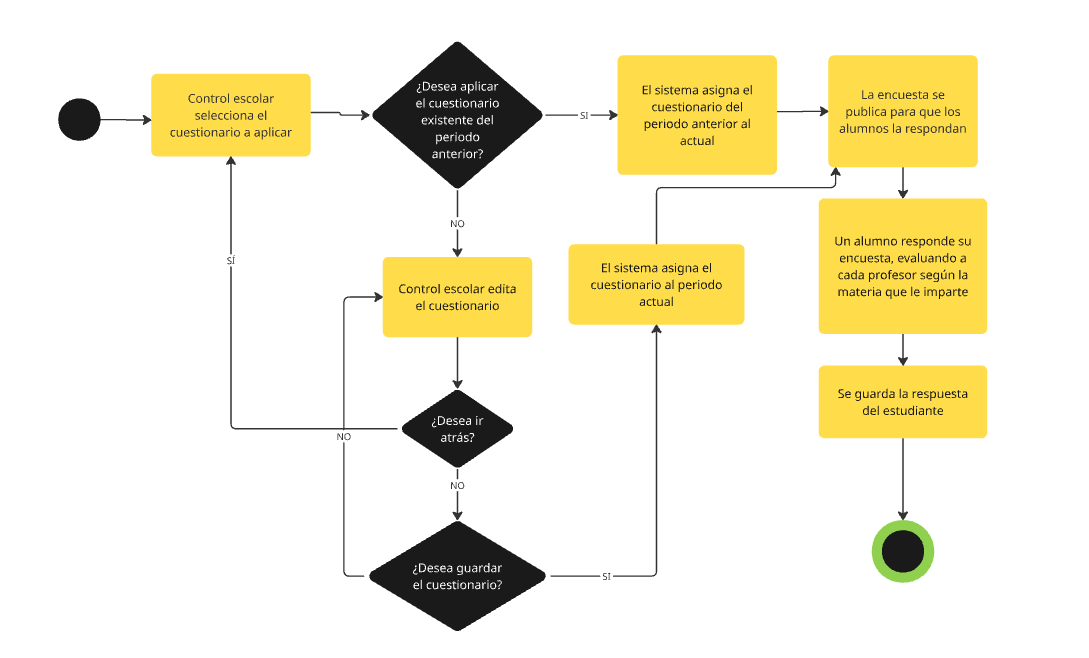 Control escolar
selecciona el
cuestionario a aplicar
¿Desea aplicar
el cuestionario
existente del
periodo
anterior?
SI
El sistema asigna el
cuestionario del
periodo anterior al
actual
La encuesta se
publica para que los
alumnos la respondan
NO
SÍ
Control escolar edita
el cuestionario
El sistema asigna el
cuestionario al periodo
actual
Un alumno responde su
encuesta, evaluando a
cada profesor según la
materia que le imparte
¿Desea ir
atrás?
NO
NO
Se guarda la respuesta
del estudiante
¿Desea guardar
el cuestionario?
SI